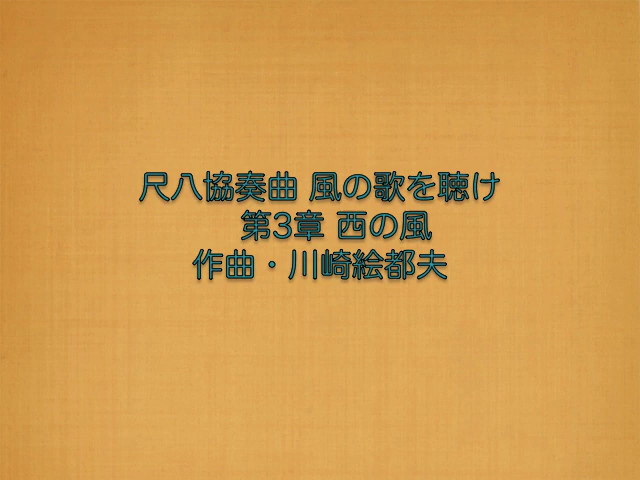 尺八協奏曲 風の歌を聴け
第3章 西の風
作曲・川崎絵都夫